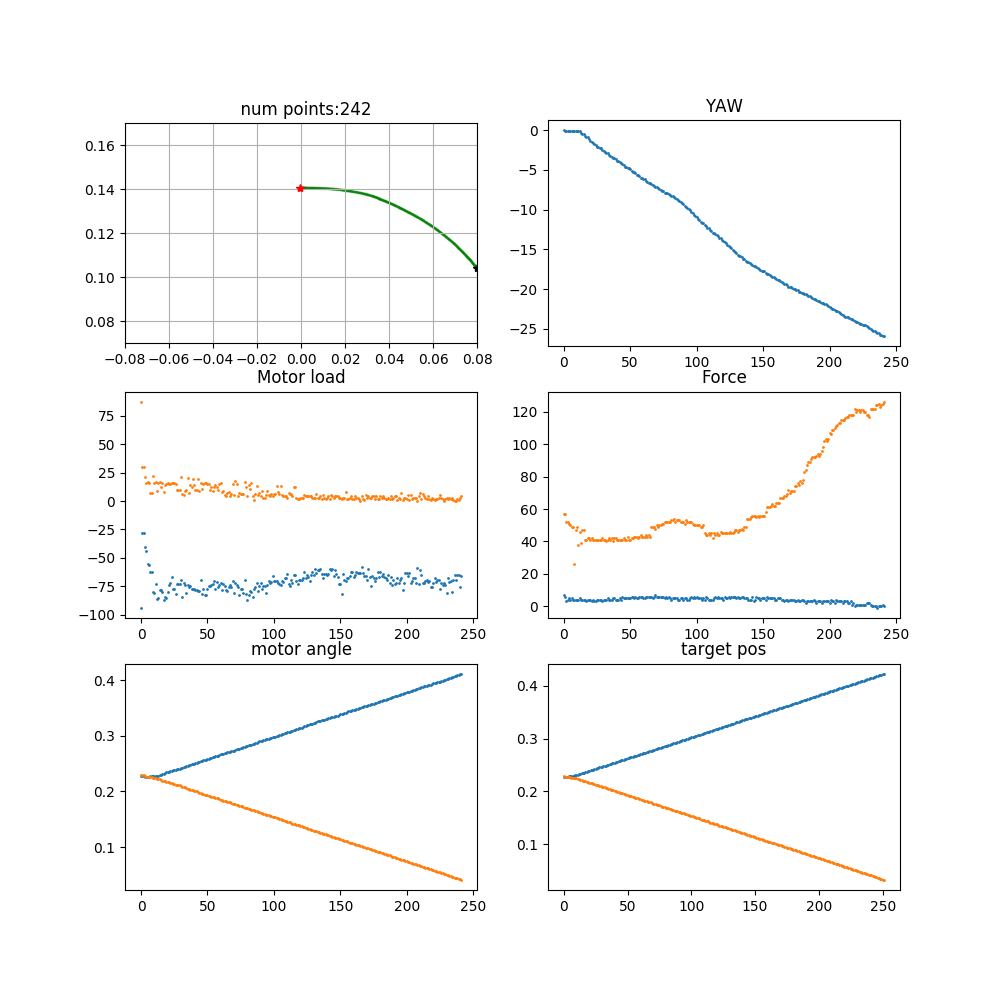 num points:242
YAW
0.16
0.14
0.12
0.10
0.08
−0.08 −0.06 −0.04 −0.02 0.00 0.02 0.04 0.06 0.08
0
−5
−10
−15
−20
−25
0 50 100 150 200 250
Motor load
Force
75
50
25
0
−25
−50
−75
−100
0 50 100 150 200 250
120
100
80
60
40
20
0
0 50 100 150 200 250
motor angle
target pos
0.4
0.3
0.2
0.1
0 50 100 150 200 250
0.4
0.3
0.2
0.1
0 50 100 150 200 250